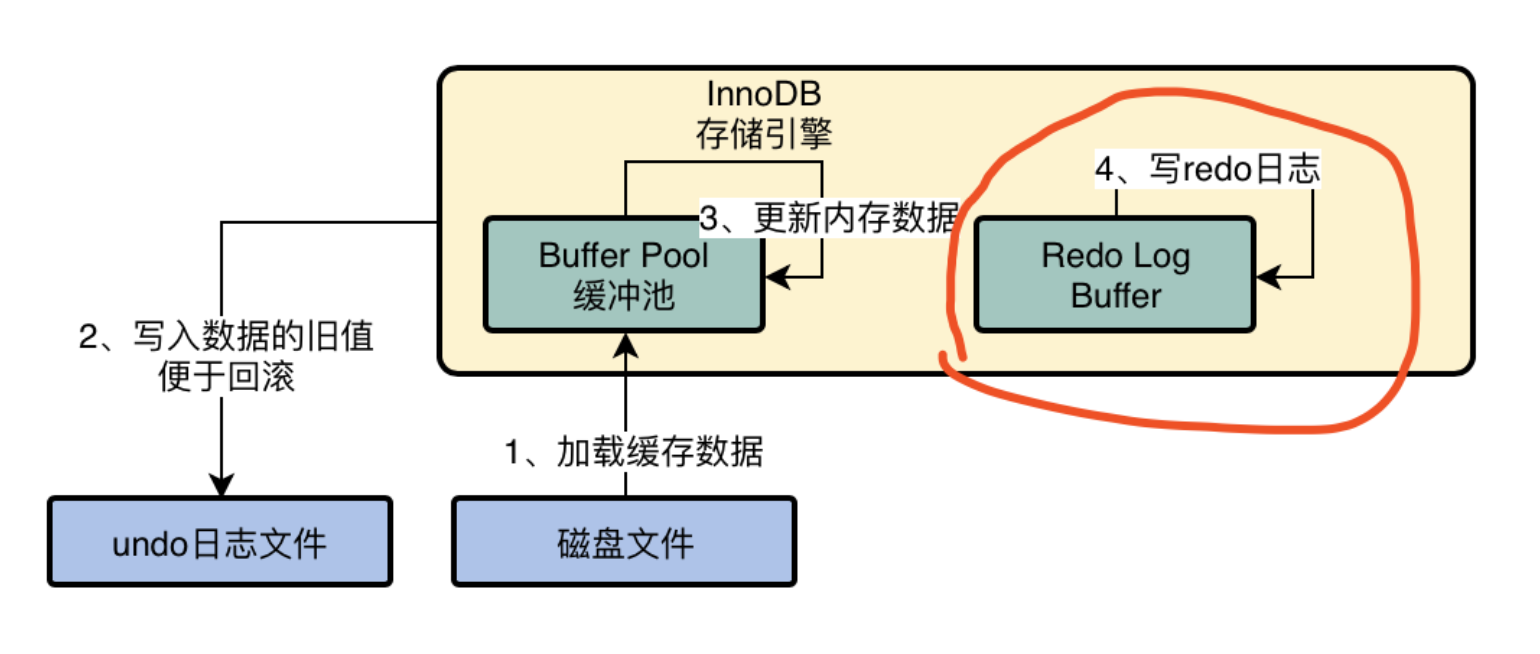 InnoDB
存储引擎
4、写redo日志
3、更新内存数据
Buffer Pool
缓冲池
Redo Log
Buffer
2、写入数据的旧值
便于回滚
1、加载缓存数据
undo日志文件
磁盘文件